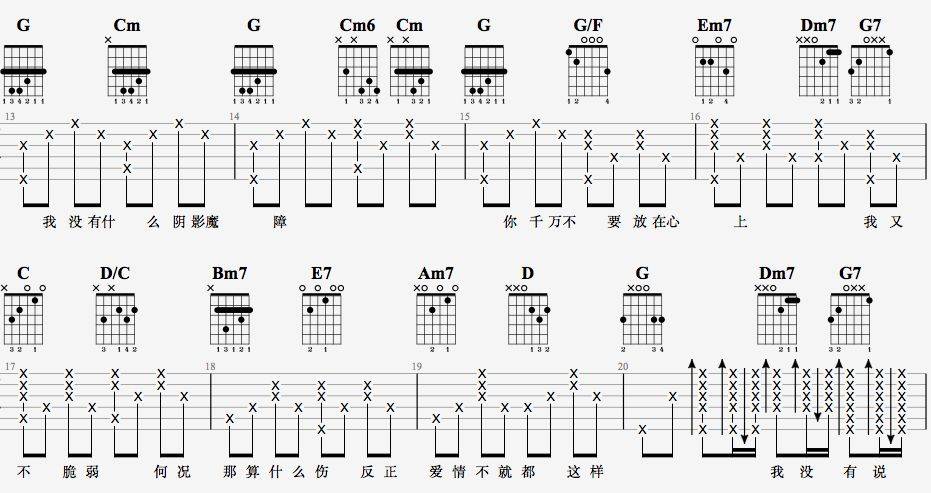 G Cm G Cm6 Cm G G/F Em7 Dm7 G7
13 14 15 16
我没有什么阴影魔障 你千万不要放在心上 我又
C D/C Bm7 E7 Am7 D G Dm7 G7
17 18 19 20
不脆弱 何况那算什么伤 反正爱情不就都这样 我没有说